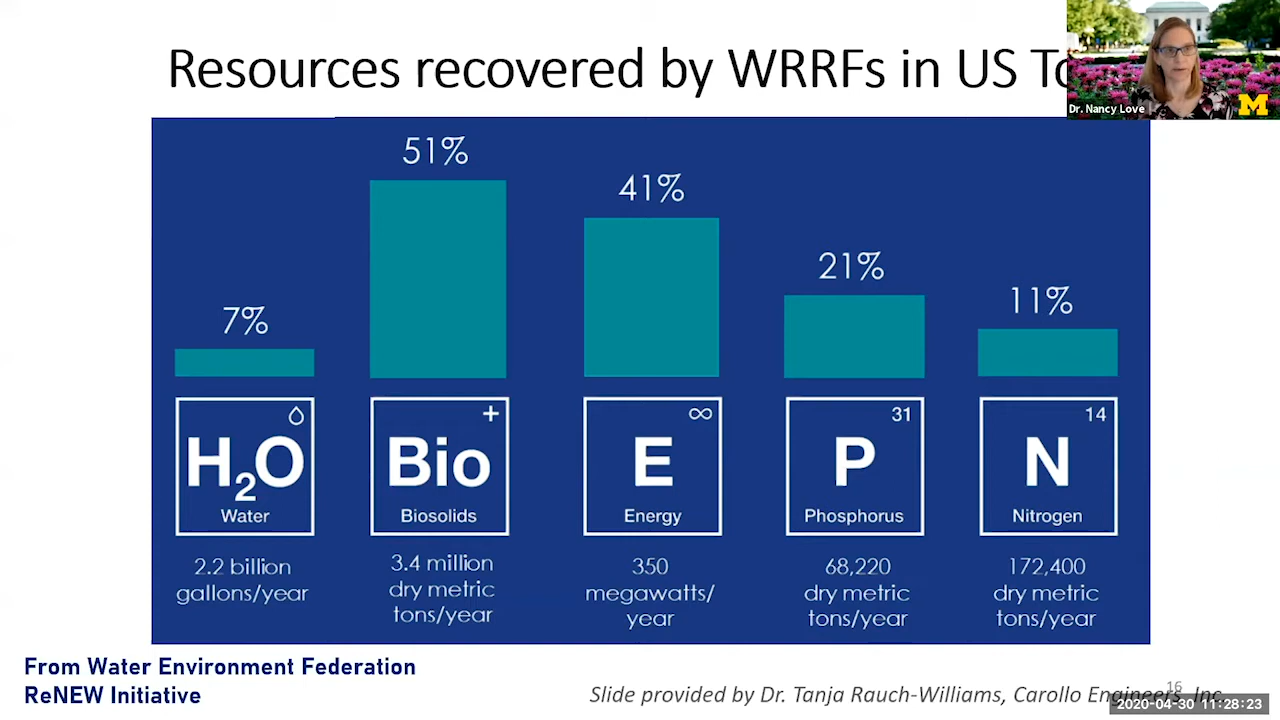 Resources recovered by WRRFs in US
Dr. Nancy Love
M
7%
51%
41%
21%
11%
H2O
Water
+
Bio
Biosolids
∞
E
Energy
31
P
Phosphorus
14
N
Nitrogen
2.2 billion
gallons/year
3.4 million
dry metric
tons/year
350
megawatts/
year
68,220
dry metric
tons/year
172,400
dry metric
tons/year
From Water Environment Federation
ReNEW Initiative
Slide provided by Dr. Tanja Rauch-Williams, Carollo Engineers, Inc.
16
2020-04-30 11:28:23